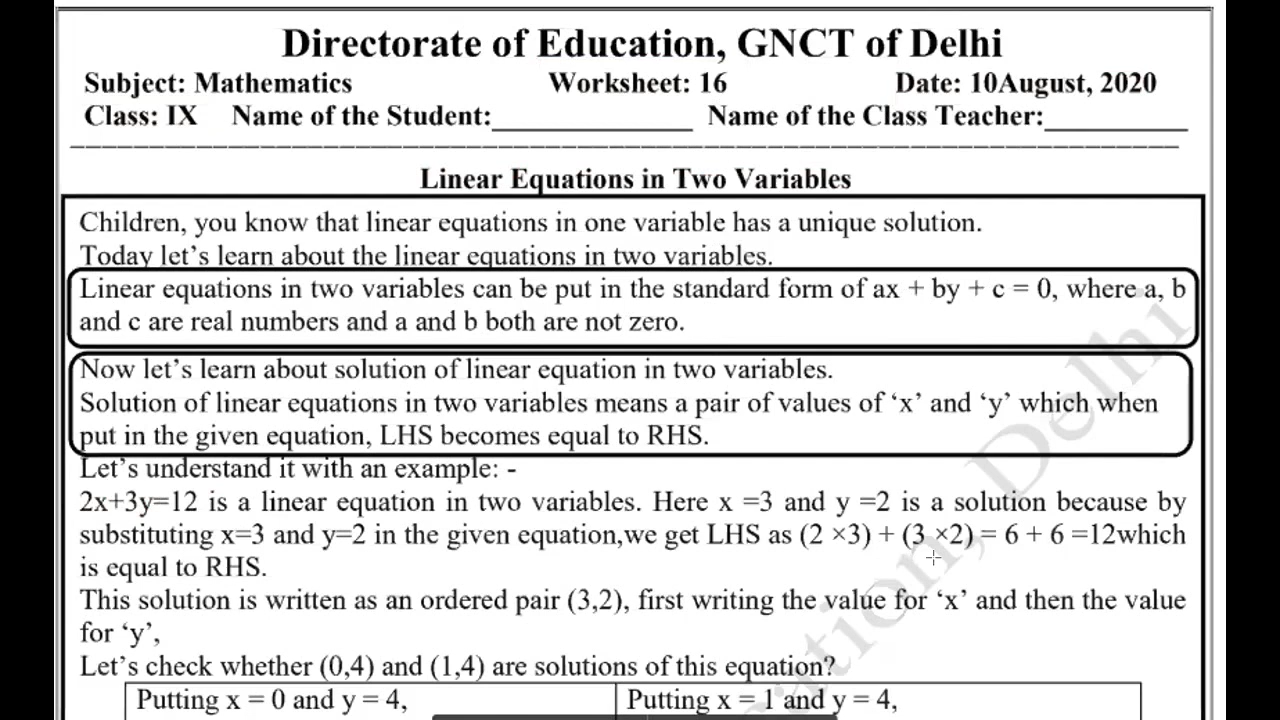 Directorate of Education, GNCT of Delhi
Subject: Mathematics Worksheet: 16 Date: 10August, 2020
Class: IX Name of the Student:______________ Name of the Class Teacher:__________
Linear Equations in Two Variables
Children, you know that linear equations in one variable has a unique solution.
Today let's learn about the linear equations in two variables.
Linear equations in two variables can be put in the standard form of ax + by + c = 0, where a, b
and c are real numbers and a and b both are not zero.
Now let's learn about solution of linear equation in two variables.
Solution of linear equations in two variables means a pair of values of ‘x’ and ‘y’ which when
put in the given equation, LHS becomes equal to RHS.
Let's understand it with an example: -
2x+3y=12 is a linear equation in two variables. Here x =3 and y =2 is a solution because by
substituting x=3 and y=2 in the given equation,we get LHS as (2 ×3) + (3 ×2) = 6 + 6 =12which
is equal to RHS.
This solution is written as an ordered pair (3,2), first writing the value for ‘x’ and then the value
for ‘y’,
Let's check whether (0,4) and (1,4) are solutions of this equation?
Putting x = 0 and y = 4, Putting x = 1 and y = 4,